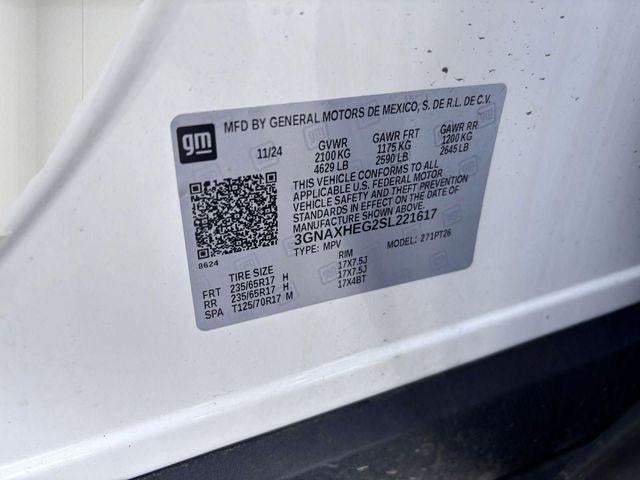 gm
MFD BY GENERAL MOTORS DE MEXICO, S. DE R.L. DE C.V.
11/24 GVWR GAWR FRT GAWR RR
2100 KG 1175 KG 1200 KG
4629 LB 2590 LB 2645 LB
THIS VEHICLE CONFORMS TO ALL
APPLICABLE U.S. FEDERAL MOTOR
VEHICLE SAFETY AND THEFT PREVENTION
STANDARDS IN EFFECT ON THE DATE OF
MANUFACTURE SHOWN ABOVE.
3GNAXHEG2SL221617
TYPE: MPV MODEL: 271PT26
8624
TIRE SIZE RIM
FRT 235/65R17 H 17X7.5J
RR 235/65R17 H 17X7.5J
SPA T125/70R17 M 17X4BT